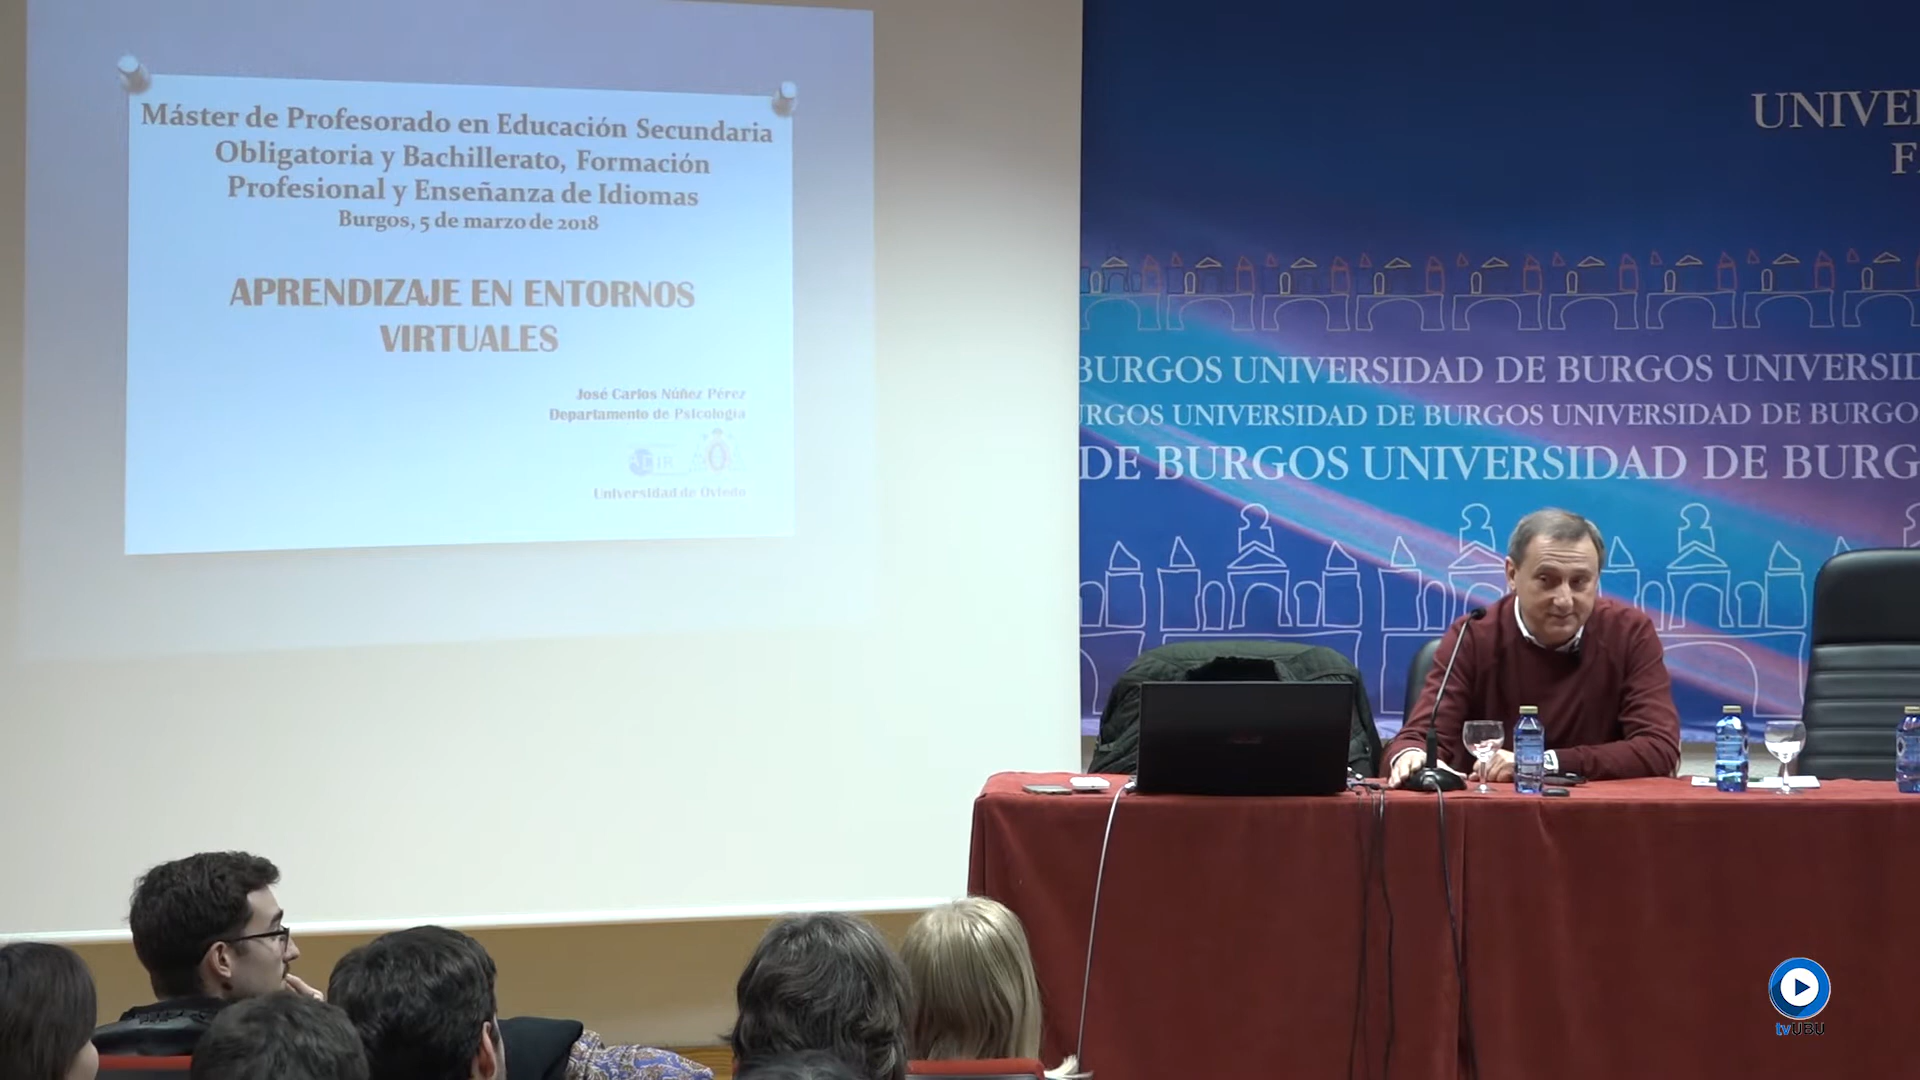 Máster de Profesorado en Educación Secundaria
Obligatoria y Bachillerato, Formación
Profesional y Enseñanza de Idiomas
Burgos, 5 de marzo de 2018
APRENDIZAJE EN ENTORNOS
VIRTUALES
José Carlos Núñez Pérez
Departamento de Psicología
ADIR
Universidad de Oviedo
UNIVE
F
BURGOS UNIVERSIDAD DE BURGOS UNIVERSID
URGOS UNIVERSIDAD DE BURGOS UNIVERSIDAD DE BURGO
DE BURGOS UNIVERSIDAD DE BURG
tvUBU